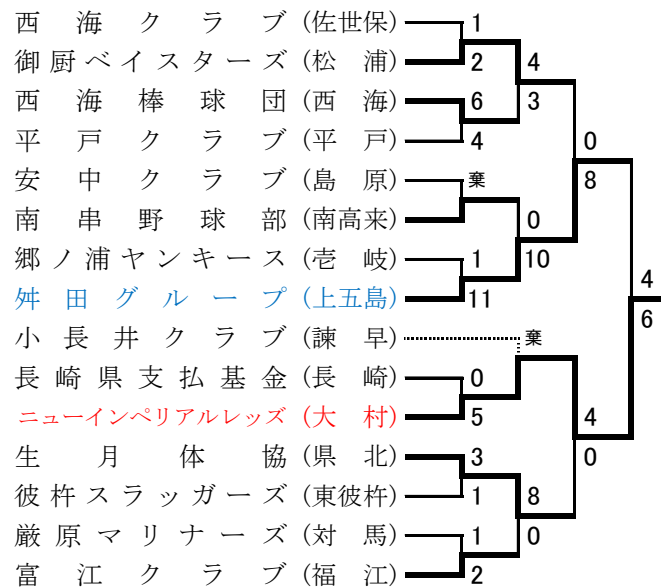 西海クラブ(佐世保) 1
御厨ベイスターズ(松浦) 2 4
西海棒球団(西海) 6 3
平戸クラブ(平戸) 4 0
安中クラブ(島原) 棄 8
南串野球部(南高来) 0
郷ノ浦ヤンキース(壱岐) 1 10 4
舛田グループ(上五島) 11 6
小長井クラブ(諫早) 棄
長崎県支払基金(長崎) 0
ニューインペリアルレッズ(大村) 5 4
生月体協(県北) 3 0
彼杵スラッガーズ(東彼杵) 1 8
厳原マリナーズ(対馬) 1 0
富江クラブ(福江) 2